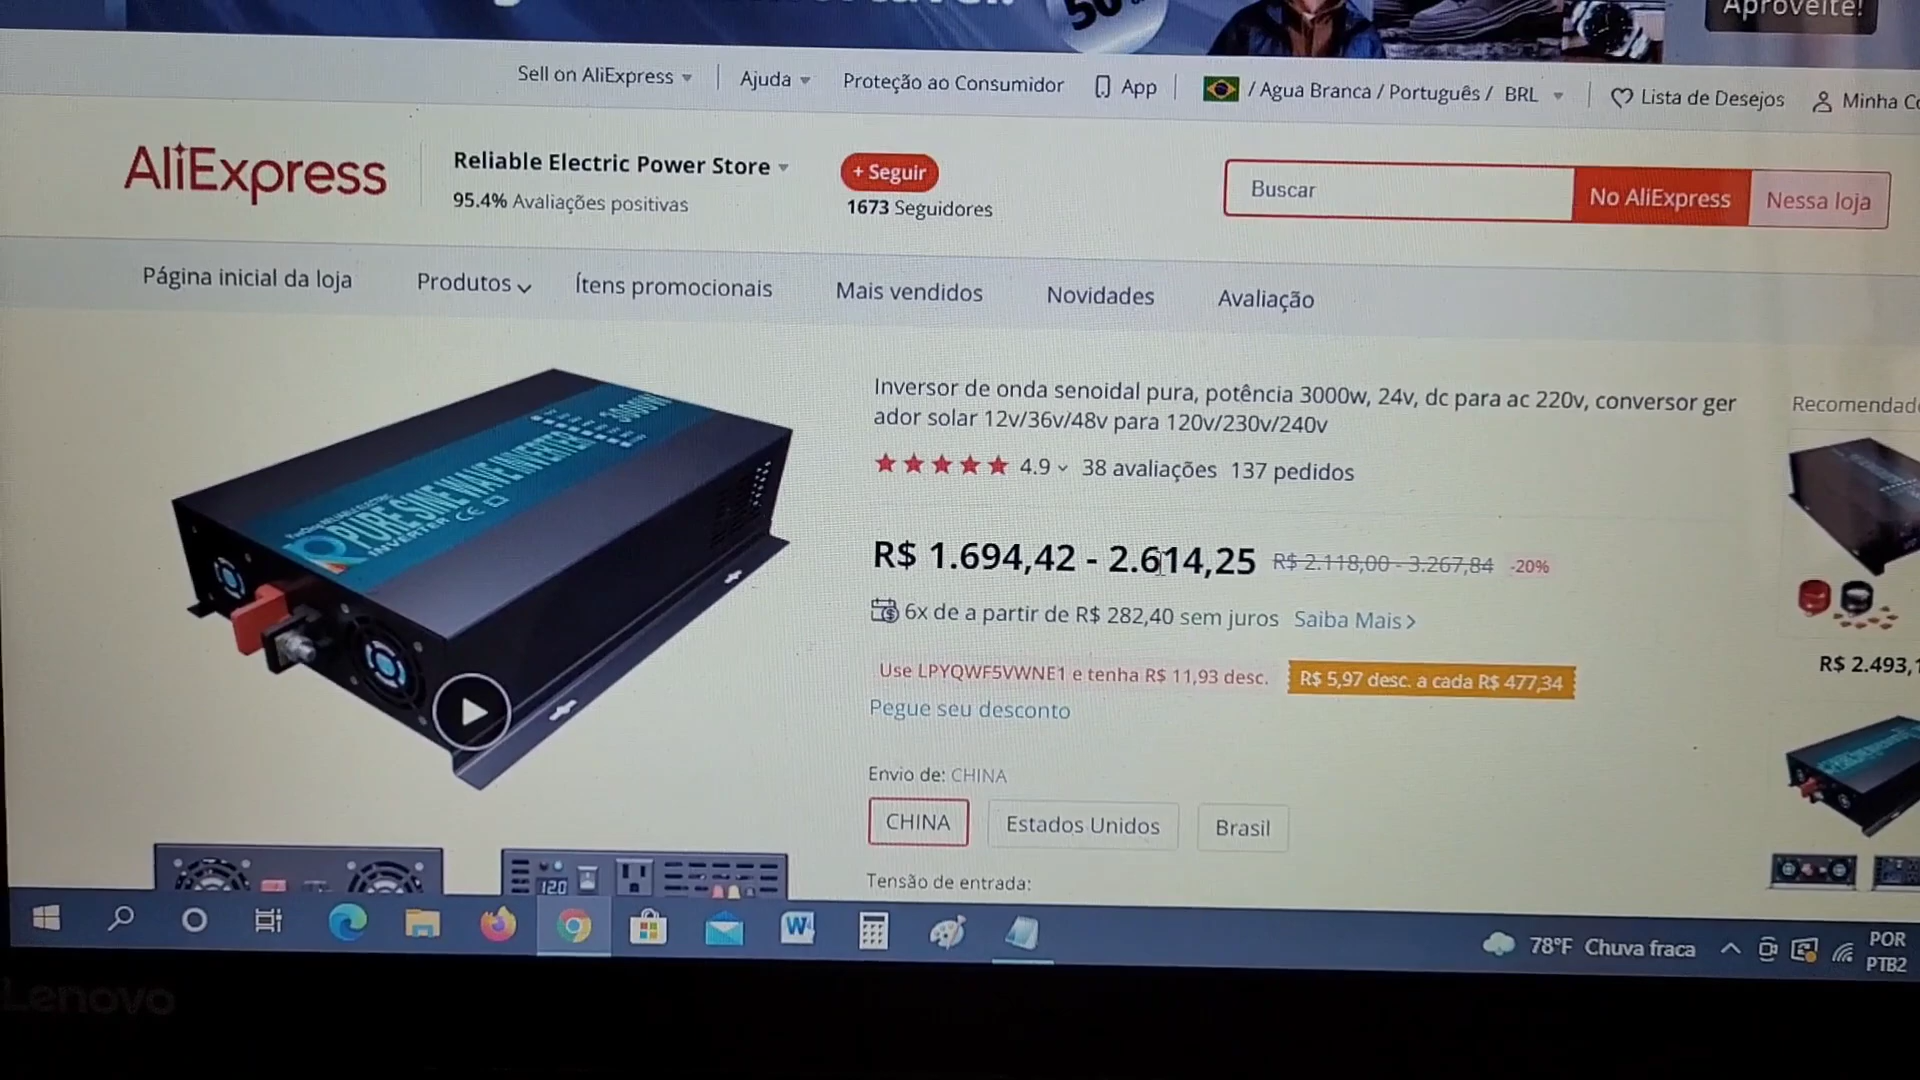 Aproveite!
Sell on AliExpress
Ajuda
Proteção ao Consumidor
App
/ Agua Branca / Português / BRL
Lista de Desejos
Minha
AliExpress
Reliable Electric Power Store
95.4% Avaliações positivas
+ Seguir
1673 Seguidores
Buscar
No AliExpress
Nessa loja
Página inicial da loja
Produtos
Ítens promocionais
Mais vendidos
Novidades
Avaliação
3000W
PURE SINE WAVE INVERTER
INVERTER CE
Inversor de onda senoidal pura, potência 3000w, 24v, dc para ac 220v, conversor ger
ador solar 12v/36v/48v para 120v/230v/240v
4.9
38 avaliações
137 pedidos
R$ 1.694,42 - 2.614,25
R$ 2.118,00 - 3.267,84
-20%
6x de a partir de R$ 282,40 sem juros
Saiba Mais
Use LPYQWF5VWNE1 e tenha R$ 11,93 desc.
R$ 5,97 desc. a cada R$ 477,34
Pegue seu desconto
Envio de: CHINA
CHINA
Estados Unidos
Brasil
Tensão de entrada:
120
R$ 2.493,
78°F Chuva fraca
POR
PTB2
Lenovo